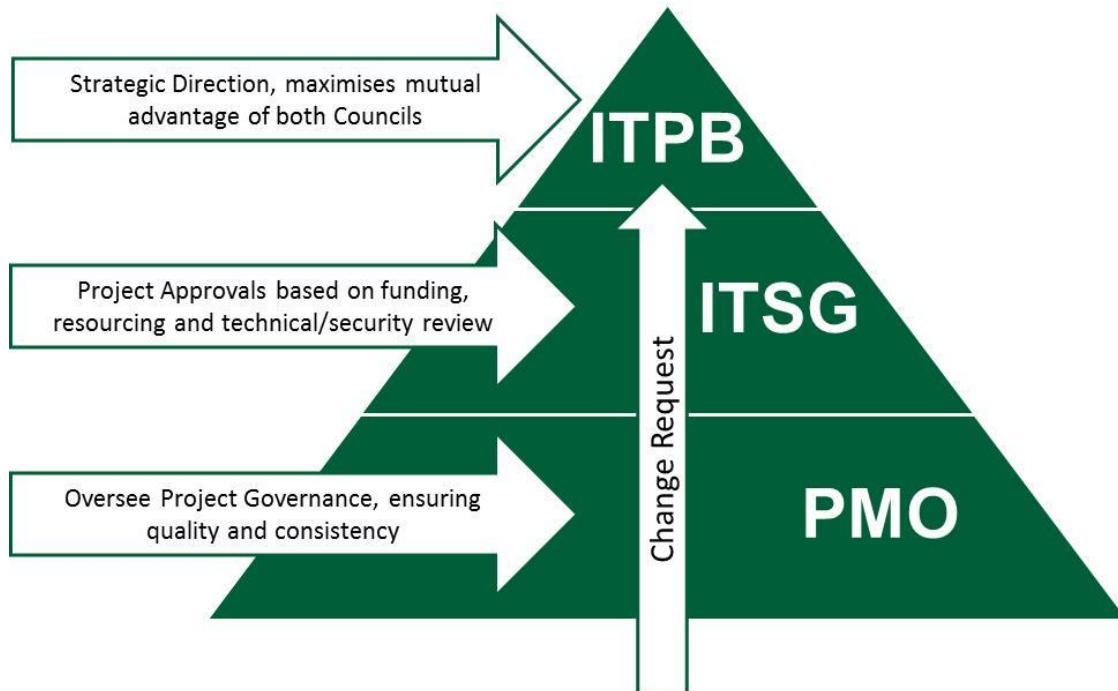 Strategic Direction, maximises mutual
advantage of both Councils
ITPB
Project Approvals based on funding,
resourcing and technical/security review
ITSG
Oversee Project Governance, ensuring
quality and consistency
PMO
Change Request